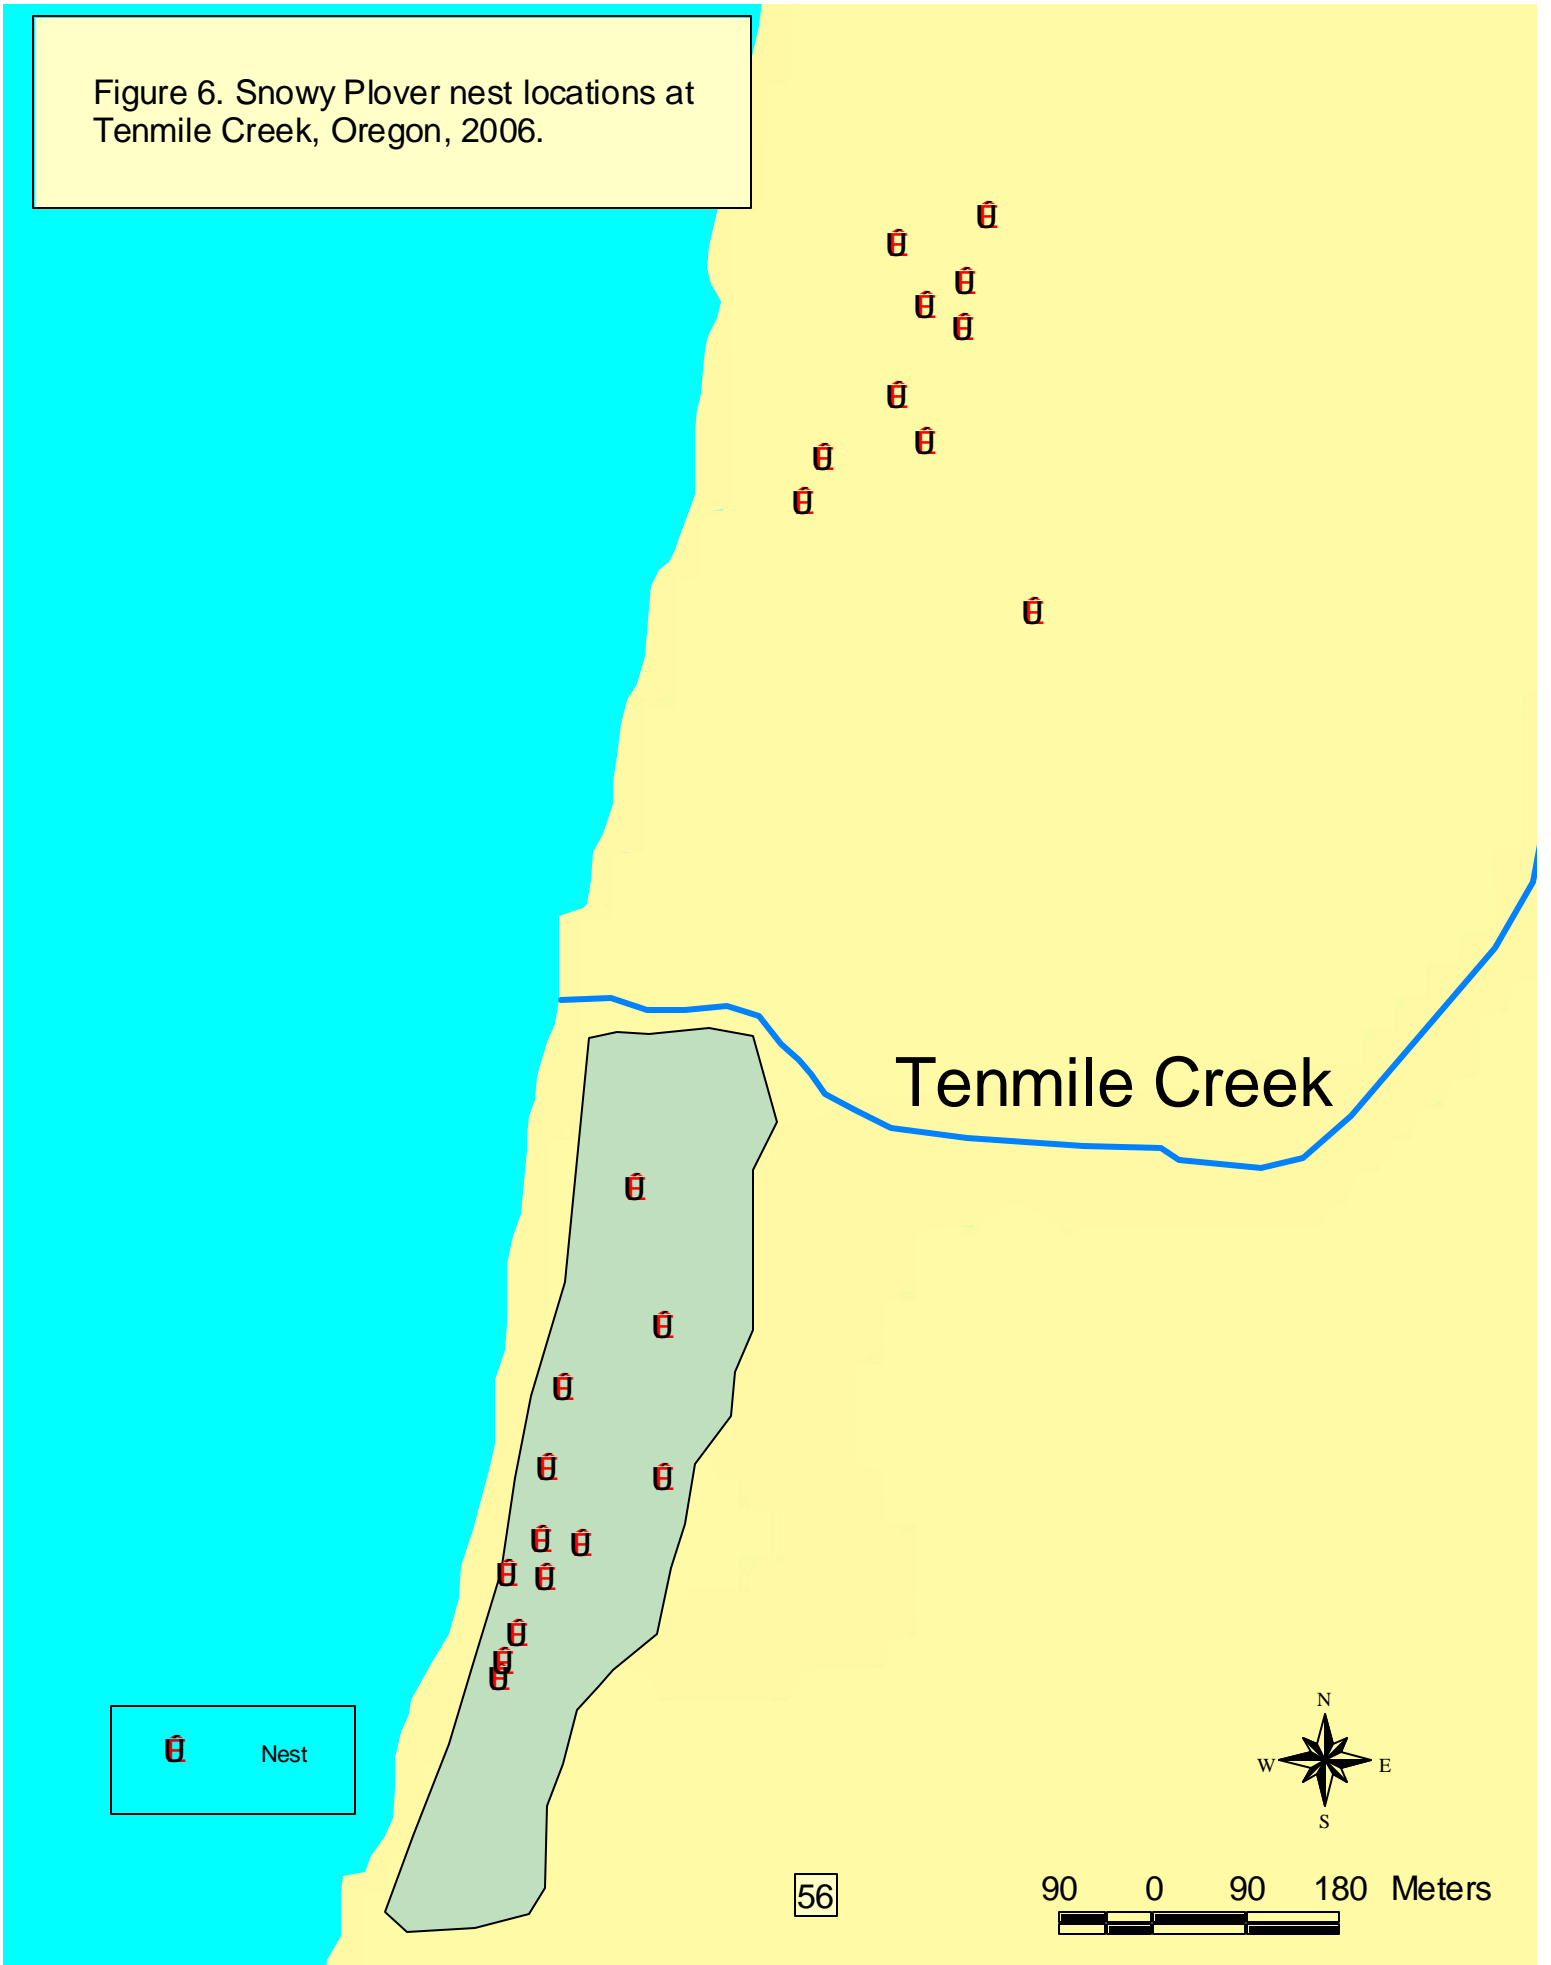 Figure 6. Snowy Plover nest locations at
Tenmile Creek, Oregon, 2006.
Tenmile Creek
Nest
N
W E
S
56
90 0 90 180 Meters